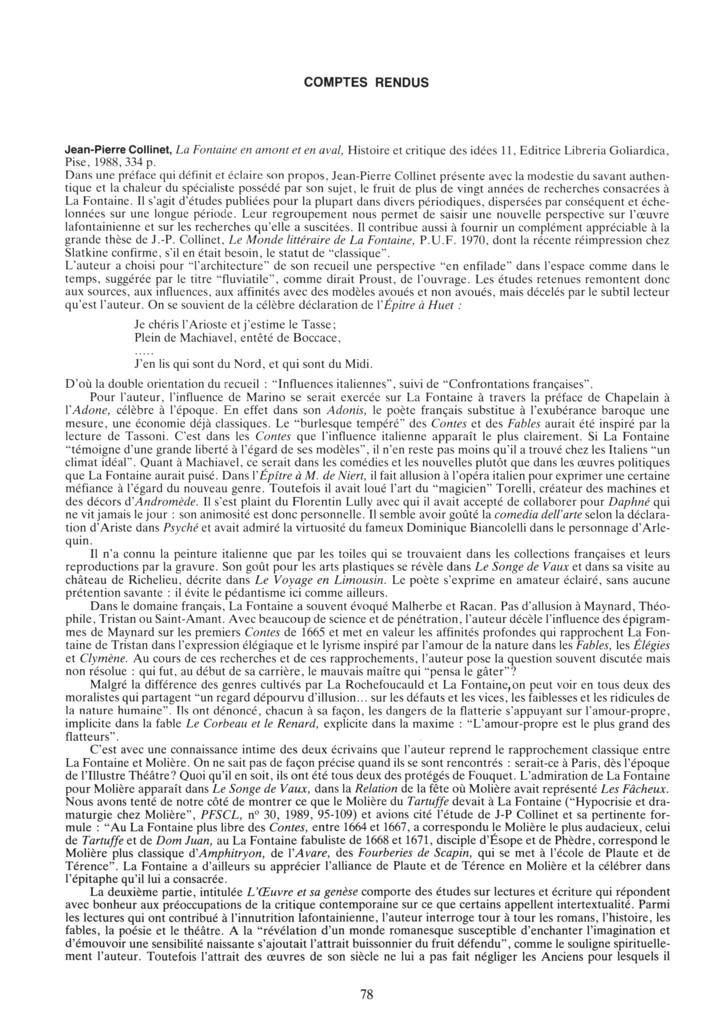 COMPTES RENDUS
Jean-Pierre Collinet, La Fontaine en amont et en aval, Histoire et critique des idées 11, Editrice Libreria Goliardica,
Pise, 1988, 334 p.
Dans une préface qui définit et éclaire son propos, Jean-Pierre Collinet présente avec la modestie du savant authen-
tique et la chaleur du spécialiste possédé par son sujet, le fruit de plus de vingt années de recherches consacrées à
La Fontaine. Il s'agit d'études publiées pour la plupart dans divers périodiques, dispersées par conséquent et éche-
lonnées sur une longue période. Leur regroupement nous permet de saisir une nouvelle perspective sur l'œuvre
lafontainienne et sur les recherches qu'elle a suscitées. Il contribue aussi à fournir un complément appréciable à la
grande thèse de J.-P. Collinet, Le Monde littéraire de La Fontaine, P.U.F. 1970, dont la récente réimpression chez
Slatkine confirme, s'il en était besoin, le statut de "classique".
L'auteur a choisi pour "l'architecture" de son recueil une perspective "en enfilade" dans l'espace comme dans le
temps, suggérée par le titre "fluviatile", comme dirait Proust, de l'ouvrage. Les études retenues remontent donc
aux sources, aux influences, aux affinités avec des modèles avoués et non avoués, mais décelés par le subtil lecteur
qu'est l'auteur. On se souvient de la célèbre déclaration de l'Épitre à Huet :
Je chéris l'Arioste et j'estime le Tasse;
Plein de Machiavel, entêté de Boccace,
.....
J'en lis qui sont du Nord, et qui sont du Midi.
D'où la double orientation du recueil : "Influences italiennes", suivi de "Confrontations françaises".
Pour l'auteur, l'influence de Marino se serait exercée sur La Fontaine à travers la préface de Chapelain à
l'Adone, célèbre à l'époque. En effet dans son Adonis, le poète français substitue à l'exubérance baroque une
mesure, une économie déjà classiques. Le "burlesque tempéré" des Contes et des Fables aurait été inspiré par la
lecture de Tassoni. C'est dans les Contes que l'influence italienne apparaît le plus clairement. Si La Fontaine
"témoigne d'une grande liberté à l'égard de ses modèles", il n'en reste pas moins qu'il a trouvé chez les Italiens "un
climat idéal". Quant à Machiavel, ce serait dans les comédies et les nouvelles plutôt que dans les œuvres politiques
que La Fontaine aurait puisé. Dans l'Épître à M. de Niert, il fait allusion à l'opéra italien pour exprimer une certaine
méfiance à l'égard du nouveau genre. Toutefois il avait loué l'art du "magicien" Torelli, créateur des machines et
des décors d'Andromède. Il s'est plaint du Florentin Lully avec qui il avait accepté de collaborer pour Daphné qui
ne vit jamais le jour : son animosité est donc personnelle. Il semble avoir goûté la comedia dell'arte selon la déclara-
tion d'Ariste dans Psyché et avait admiré la virtuosité du fameux Dominique Biancolelli dans le personnage d'Arle-
quin.
Il n'a connu la peinture italienne que par les toiles qui se trouvaient dans les collections françaises et leurs
reproductions par la gravure. Son goût pour les arts plastiques se révèle dans Le Songe de Vaux et dans sa visite au
château de Richelieu, décrite dans Le Voyage en Limousin. Le poète s'exprime en amateur éclairé, sans aucune
prétention savante : il évite le pédantisme ici comme ailleurs.
Dans le domaine français, La Fontaine a souvent évoqué Malherbe et Racan. Pas d'allusion à Maynard, Théo-
phile, Tristan ou Saint-Amant. Avec beaucoup de science et de pénétration, l'auteur décèle l'influence des épigram-
mes de Maynard sur les premiers Contes de 1665 et met en valeur les affinités profondes qui rapprochent La Fon-
taine de Tristan dans l'expression élégiaque et le lyrisme inspiré par l'amour de la nature dans les Fables, les Élégies
et Clymène. Au cours de ces recherches et de ces rapprochements, l'auteur pose la question souvent discutée mais
non résolue : qui fut, au début de sa carrière, le mauvais maître qui "pensa le gâter"?
Malgré la différence des genres cultivés par La Rochefoucauld et La Fontaine, on peut voir en tous deux des
moralistes qui partagent "un regard dépourvu d'illusion... sur les défauts et les vices, les faiblesses et les ridicules de
la nature humaine". Ils ont dénoncé, chacun à sa façon, les dangers de la flatterie s'appuyant sur l'amour-propre,
implicite dans la fable Le Corbeau et le Renard, explicite dans la maxime : "L'amour-propre est le plus grand des
flatteurs".
C'est avec une connaissance intime des deux écrivains que l'auteur reprend le rapprochement classique entre
La Fontaine et Molière. On ne sait pas de façon précise quand ils se sont rencontrés : serait-ce à Paris, dès l'époque
de l'Illustre Théâtre? Quoi qu'il en soit, ils ont été tous deux des protégés de Fouquet. L'admiration de La Fontaine
pour Molière apparaît dans Le Songe de Vaux, dans la Relation de la fête où Molière avait représenté Les Fâcheux.
Nous avons tenté de notre côté de montrer ce que le Molière du Tartuffe devait à La Fontaine ("Hypocrisie et dra-
maturgie chez Molière", PFSCL, n° 30, 1989, 95-109) et avions cité l'étude de J-P Collinet et sa pertinente for-
mule : "Au La Fontaine plus libre des Contes, entre 1664 et 1667, a correspondu le Molière le plus audacieux, celui
de Tartuffe et de Dom Juan, au La Fontaine fabuliste de 1668 et 1671, disciple d'Ésope et de Phèdre, correspond le
Molière plus classique d'Amphitryon, de l'Avare, des Fourberies de Scapin, qui se met à l'école de Plaute et de
Térence". La Fontaine a d'ailleurs su apprécier l'alliance de Plaute et de Térence en Molière et la célébrer dans
l'épitaphe qu'il lui a consacrée.
La deuxième partie, intitulée L'Œuvre et sa genèse comporte des études sur lectures et écriture qui répondent
avec bonheur aux préoccupations de la critique contemporaine sur ce que certains appellent intertextualité. Parmi
les lectures qui ont contribué à l'innutrition lafontainienne, l'auteur interroge tour à tour les romans, l'histoire, les
fables, la poésie et le théâtre. A la "révélation d'un monde romanesque susceptible d'enchanter l'imagination et
d'émouvoir une sensibilité naissante s'ajoutait l'attrait buissonnier du fruit défendu", comme le souligne spirituelle-
ment l'auteur. Toutefois l'attrait des œuvres de son siècle ne lui a pas fait négliger les Anciens pour lesquels il
78